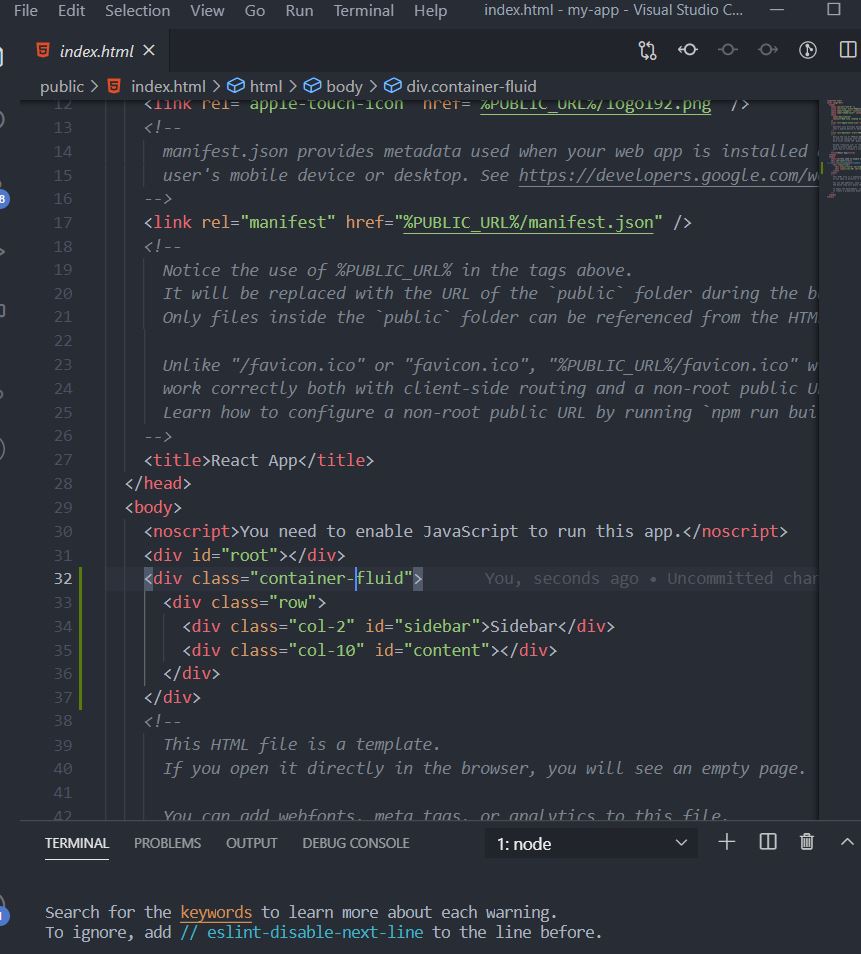 File Edit Selection View Go Run Terminal Help index.html - my-app - Visual Studio C...
index.html
public > index.html > html > body > div.container-fluid
12 <link rel="apple-touch-icon" href="%PUBLIC_URL%/logo192.png" />
13 <!--
14 manifest.json provides metadata used when your web app is installed
15 user's mobile device or desktop. See https://developers.google.com/w
16 -->
17 <link rel="manifest" href="%PUBLIC_URL%/manifest.json" />
18 <!--
19 Notice the use of %PUBLIC_URL% in the tags above.
20 It will be replaced with the URL of the `public` folder during the b
21 Only files inside the `public` folder can be referenced from the HTM
22
23 Unlike "/favicon.ico" or "favicon.ico", "%PUBLIC_URL%/favicon.ico" w
24 work correctly both with client-side routing and a non-root public U
25 Learn how to configure a non-root public URL by running `npm run bui
26 -->
27 <title>React App</title>
28 </head>
29 <body>
30 <noscript>You need to enable JavaScript to run this app.</noscript>
31 <div id="root"></div>
32 <div class="container-fluid"> You, seconds ago • Uncommitted chan
33 <div class="row">
34 <div class="col-2" id="sidebar">Sidebar</div>
35 <div class="col-10" id="content"></div>
36 </div>
37 </div>
38 <!--
39 This HTML file is a template.
40 If you open it directly in the browser, you will see an empty page.
41
42 You can add webfonts, meta tags, or analytics to this file.
TERMINAL PROBLEMS OUTPUT DEBUG CONSOLE 1: node
Search for the keywords to learn more about each warning.
To ignore, add // eslint-disable-next-line to the line before.